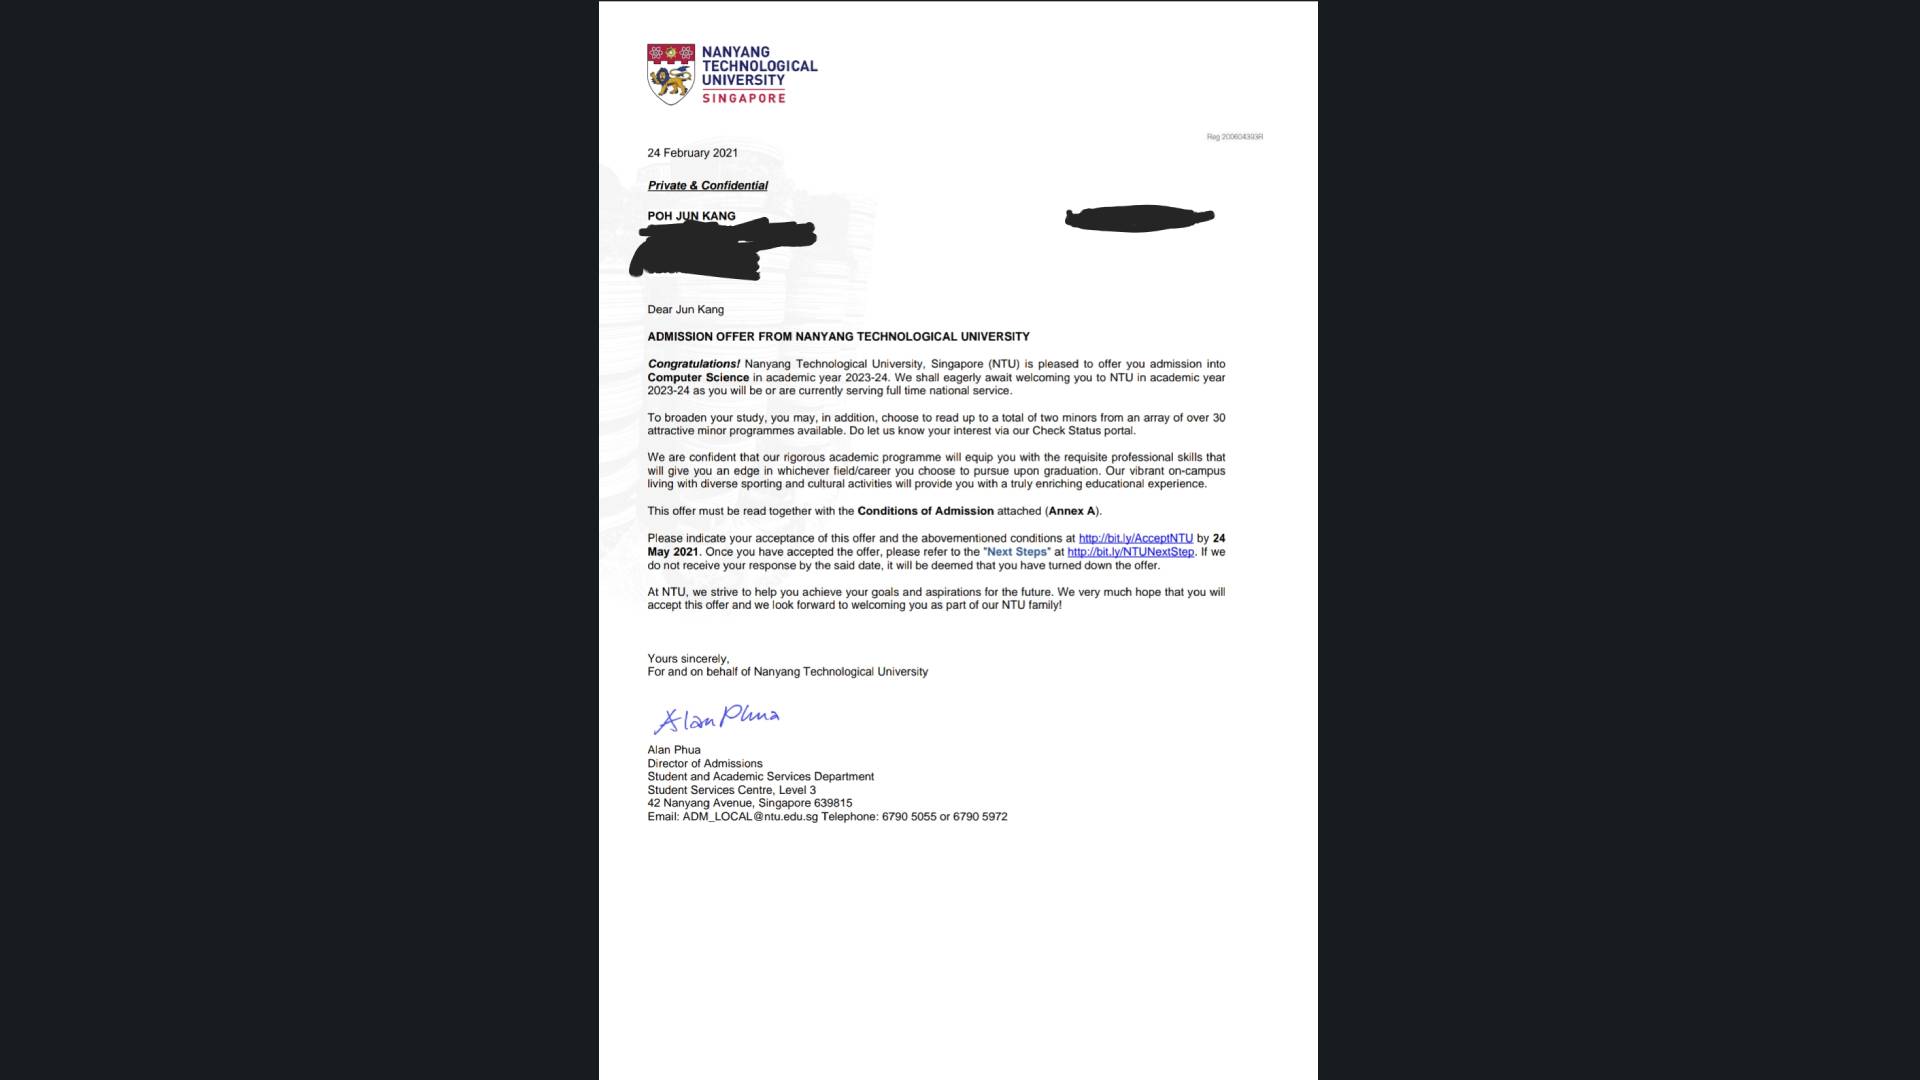 NANYANG
TECHNOLOGICAL
UNIVERSITY
SINGAPORE
Reg 200604393R
24 February 2021
Private & Confidential
POH JUN KANG
Dear Jun Kang
ADMISSION OFFER FROM NANYANG TECHNOLOGICAL UNIVERSITY
Congratulations! Nanyang Technological University, Singapore (NTU) is pleased to offer you admission into
Computer Science in academic year 2023-24. We shall eagerly await welcoming you to NTU in academic year
2023-24 as you will be or are currently serving full time national service.
To broaden your study, you may, in addition, choose to read up to a total of two minors from an array of over 30
attractive minor programmes available. Do let us know your interest via our Check Status portal.
We are confident that our rigorous academic programme will equip you with the requisite professional skills that
will give you an edge in whichever field/career you choose to pursue upon graduation. Our vibrant on-campus
living with diverse sporting and cultural activities will provide you with a truly enriching educational experience.
This offer must be read together with the Conditions of Admission attached (Annex A).
Please indicate your acceptance of this offer and the abovementioned conditions at http://bit.ly/AcceptNTU by 24
May 2021. Once you have accepted the offer, please refer to the "Next Steps" at http://bit.ly/NTUNextStep. If we
do not receive your response by the said date, it will be deemed that you have turned down the offer.
At NTU, we strive to help you achieve your goals and aspirations for the future. We very much hope that you will
accept this offer and we look forward to welcoming you as part of our NTU family!
Yours sincerely,
For and on behalf of Nanyang Technological University
Alan Phua
Alan Phua
Director of Admissions
Student and Academic Services Department
Student Services Centre, Level 3
42 Nanyang Avenue, Singapore 639815
Email: ADM_LOCAL@ntu.edu.sg Telephone: 6790 5055 or 6790 5972